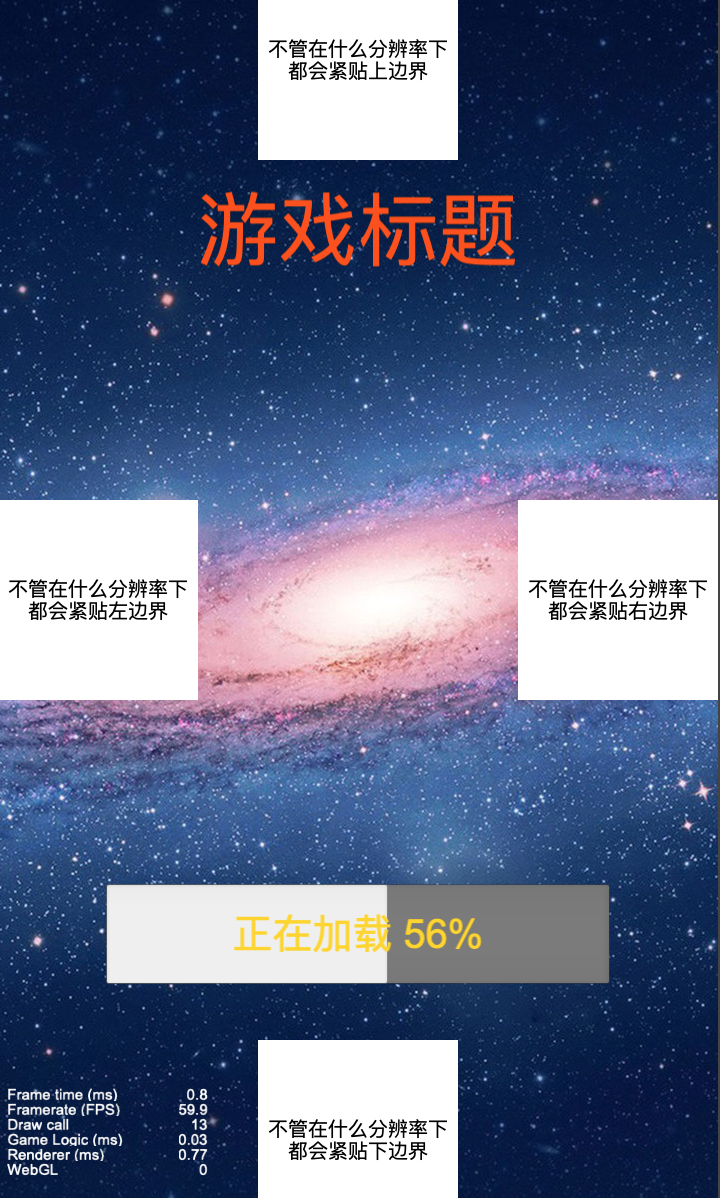 不管在什么分辨率下
都会紧贴上边界
游戏标题
不管在什么分辨率下
都会紧贴左边界
不管在什么分辨率下
都会紧贴右边界
正在加载 56%
Frame time (ms) 0.8
Framerate (FPS) 59.9
Draw call 13
Game Logic (ms) 0.03
Renderer (ms) 0.77
WebGL 0
不管在什么分辨率下
都会紧贴下边界